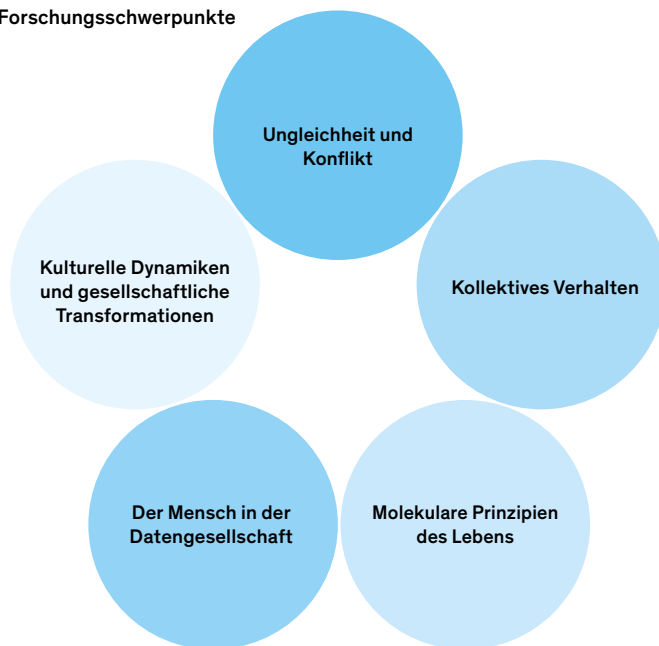 Forschungsschwerpunkte
Ungleichheit und
Konflikt
Kulturelle Dynamiken
und gesellschaftliche
Transformationen
Kollektives Verhalten
Der Mensch in der
Datengesellschaft
Molekulare Prinzipien
des Lebens